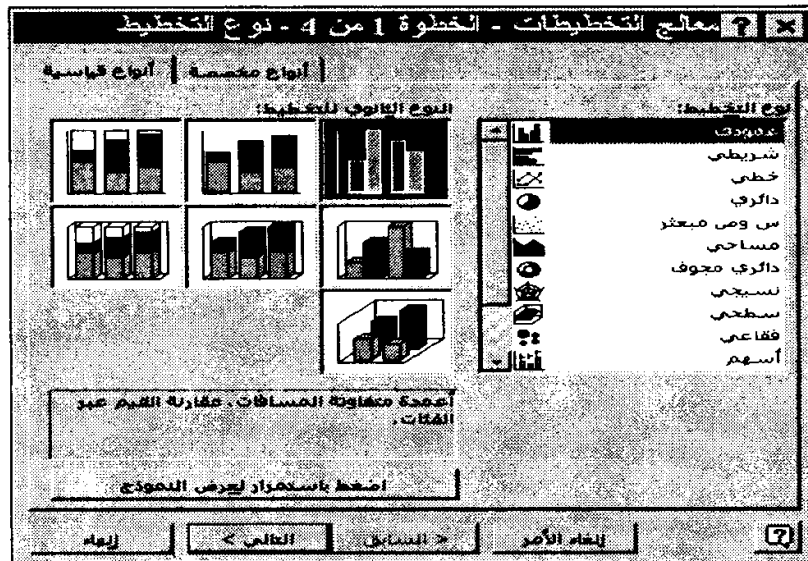 معالج التخطيطات - الخطوة 1 من 4 - نوع التخطيط
أنواع قياسية
أنواع مخصصة
نوع التخطيط:
عمودي
شريطي
خطي
دائري
س وص مبعثر
مساحي
دائري مجوف
نسيجي
سطحي
فقاعي
أسهم
النوع الثانوي للتخطيط:
أعمدة متفاوتة المسافات. مقارنة القيم عبر
الفئات.
اضغط باستمرار لعرض النموذج
إلغاء الأمر
< السابق
التالي >
إنهاء